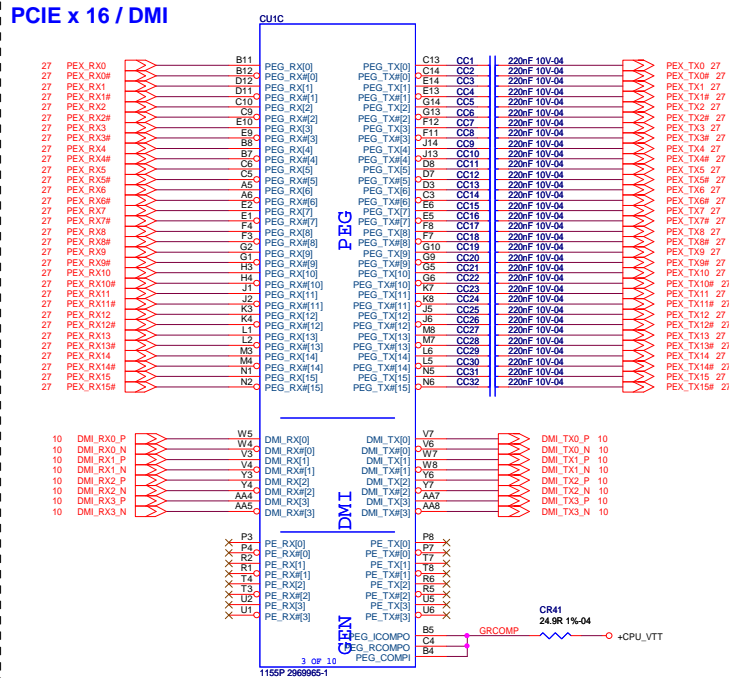 PCIE x 16 / DMI
CU1C
27 PEX_RX0 B11 PEG_RX[0] PEG_TX[0] C13 CC1 220nF 10V-04 PEX_TX0 27
27 PEX_RX0# B12 PEG_RX#[0] PEG_TX#[0] C14 CC2 220nF 10V-04 PEX_TX0# 27
27 PEX_RX1 D12 PEG_RX[1] PEG_TX[1] E14 CC3 220nF 10V-04 PEX_TX1 27
27 PEX_RX1# D11 PEG_RX#[1] PEG_TX#[1] E13 CC4 220nF 10V-04 PEX_TX1# 27
27 PEX_RX2 C10 PEG_RX[2] PEG_TX[2] G14 CC5 220nF 10V-04 PEX_TX2 27
27 PEX_RX2# C9 PEG_RX#[2] PEG_TX#[2] G13 CC6 220nF 10V-04 PEX_TX2# 27
27 PEX_RX3 E10 PEG_RX[3] PEG_TX[3] F12 CC7 220nF 10V-04 PEX_TX3 27
27 PEX_RX3# E9 PEG_RX#[3] PEG_TX#[3] F11 CC8 220nF 10V-04 PEX_TX3# 27
27 PEX_RX4 B8 PEG_RX[4] PEG_TX[4] J14 CC9 220nF 10V-04 PEX_TX4 27
27 PEX_RX4# B7 PEG_RX#[4] PEG_TX#[4] J13 CC10 220nF 10V-04 PEX_TX4# 27
27 PEX_RX5 C6 PEG_RX[5] PEG_TX[5] D8 CC11 220nF 10V-04 PEX_TX5 27
27 PEX_RX5# C5 PEG_RX#[5] PEG_TX#[5] D7 CC12 220nF 10V-04 PEX_TX5# 27
27 PEX_RX6 A5 PEG_RX[6] PEG_TX[6] D3 CC13 220nF 10V-04 PEX_TX6 27
27 PEX_RX6# A6 PEG_RX#[6] PEG_TX#[6] C3 CC14 220nF 10V-04 PEX_TX6# 27
27 PEX_RX7 E2 PEG_RX[7] PEG_TX[7] E6 CC15 220nF 10V-04 PEX_TX7 27
27 PEX_RX7# E1 PEG_RX#[7] PEG_TX#[7] E5 CC16 220nF 10V-04 PEX_TX7# 27
27 PEX_RX8 F4 PEG_RX[8] PEG_TX[8] F8 CC17 220nF 10V-04 PEX_TX8 27
27 PEX_RX8# F3 PEG_RX#[8] PEG_TX#[8] F7 CC18 220nF 10V-04 PEX_TX8# 27
27 PEX_RX9 G2 PEG_RX[9] PEG_TX[9] G10 CC19 220nF 10V-04 PEX_TX9 27
27 PEX_RX9# G1 PEG_RX#[9] PEG_TX#[9] G9 CC20 220nF 10V-04 PEX_TX9# 27
27 PEX_RX10 H3 PEG_RX[10] PEG_TX[10] G5 CC21 220nF 10V-04 PEX_TX10 27
27 PEX_RX10# H4 PEG_RX#[10] PEG_TX#[10] G6 CC22 220nF 10V-04 PEX_TX10# 27
27 PEX_RX11 J1 PEG_RX[11] PEG_TX[11] K7 CC23 220nF 10V-04 PEX_TX11 27
27 PEX_RX11# J2 PEG_RX#[11] PEG_TX#[11] K8 CC24 220nF 10V-04 PEX_TX11# 27
27 PEX_RX12 K3 PEG_RX[12] PEG_TX[12] J5 CC25 220nF 10V-04 PEX_TX12 27
27 PEX_RX12# K4 PEG_RX#[12] PEG_TX#[12] J6 CC26 220nF 10V-04 PEX_TX12# 27
27 PEX_RX13 L1 PEG_RX[13] PEG_TX[13] M8 CC27 220nF 10V-04 PEX_TX13 27
27 PEX_RX13# L2 PEG_RX#[13] PEG_TX#[13] M7 CC28 220nF 10V-04 PEX_TX13# 27
27 PEX_RX14 M3 PEG_RX[14] PEG_TX[14] L6 CC29 220nF 10V-04 PEX_TX14 27
27 PEX_RX14# M4 PEG_RX#[14] PEG_TX#[14] L5 CC30 220nF 10V-04 PEX_TX14# 27
27 PEX_RX15 N1 PEG_RX[15] PEG_TX[15] N5 CC31 220nF 10V-04 PEX_TX15 27
27 PEX_RX15# N2 PEG_RX#[15] PEG_TX#[15] N6 CC32 220nF 10V-04 PEX_TX15# 27
PEG
10 DMI_RX0_P W5 DMI_RX[0] DMI_TX[0] V7 DMI_TX0_P 10
10 DMI_RX0_N W4 DMI_RX#[0] DMI_TX#[0] V6 DMI_TX0_N 10
10 DMI_RX1_P V3 DMI_RX[1] DMI_TX[1] W7 DMI_TX1_P 10
10 DMI_RX1_N V4 DMI_RX#[1] DMI_TX#[1] W8 DMI_TX1_N 10
10 DMI_RX2_P Y3 DMI_RX[2] DMI_TX[2] Y6 DMI_TX2_P 10
10 DMI_RX2_N Y4 DMI_RX#[2] DMI_TX#[2] Y7 DMI_TX2_N 10
10 DMI_RX3_P AA4 DMI_RX[3] DMI_TX[3] AA7 DMI_TX3_P 10
10 DMI_RX3_N AA5 DMI_RX#[3] DMI_TX#[3] AA8 DMI_TX3_N 10
DMI
P3 PE_RX[0] PE_TX[0] P8
P4 PE_RX#[0] PE_TX#[0] P7
R2 PE_RX[1] PE_TX[1] T7
R1 PE_RX#[1] PE_TX#[1] T8
T4 PE_RX[2] PE_TX[2] R6
T3 PE_RX#[2] PE_TX#[2] R5
U2 PE_RX[3] PE_TX[3] U5
U1 PE_RX#[3] PE_TX#[3] U6
GEN
CR41
24.9R 1%-04
PEG_ICOMPO B5 GRCOMP +CPU_VTT
PEG_RCOMPO C4
PEG_COMPI B4
3 OF 10
1155P 2969965-1